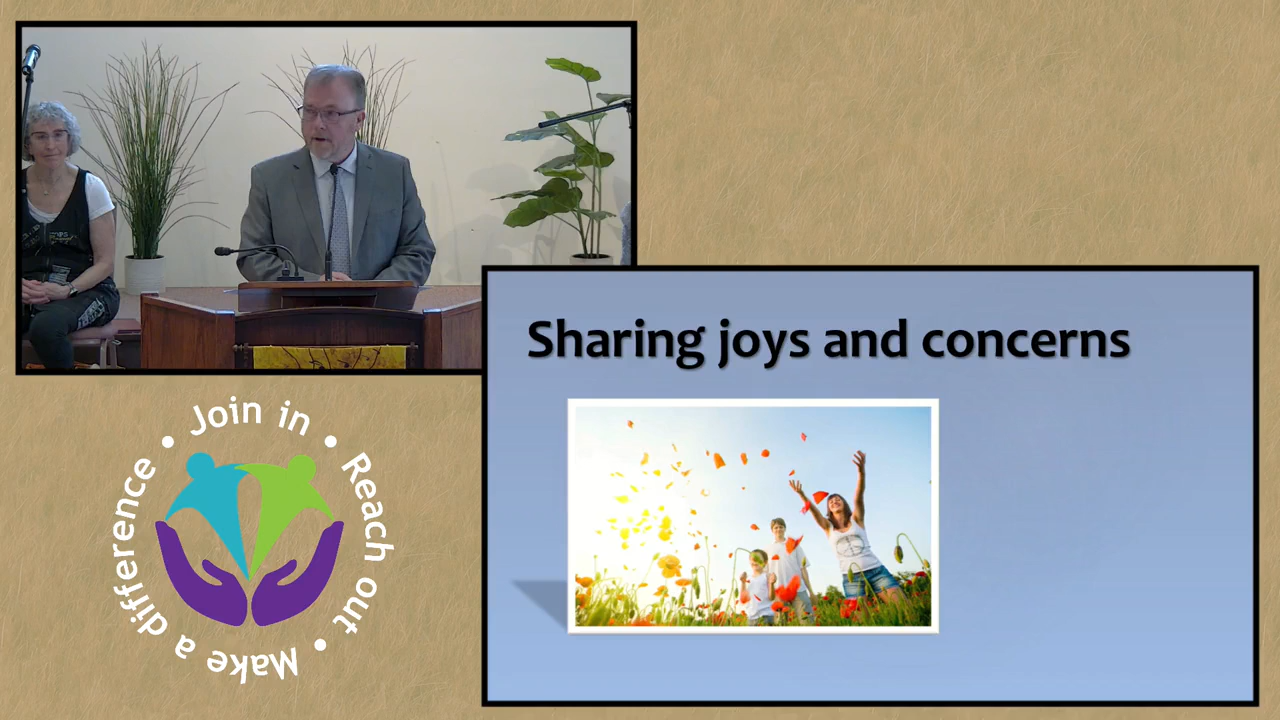 Sharing joys and concerns
• Join in • Reach out • Make a difference